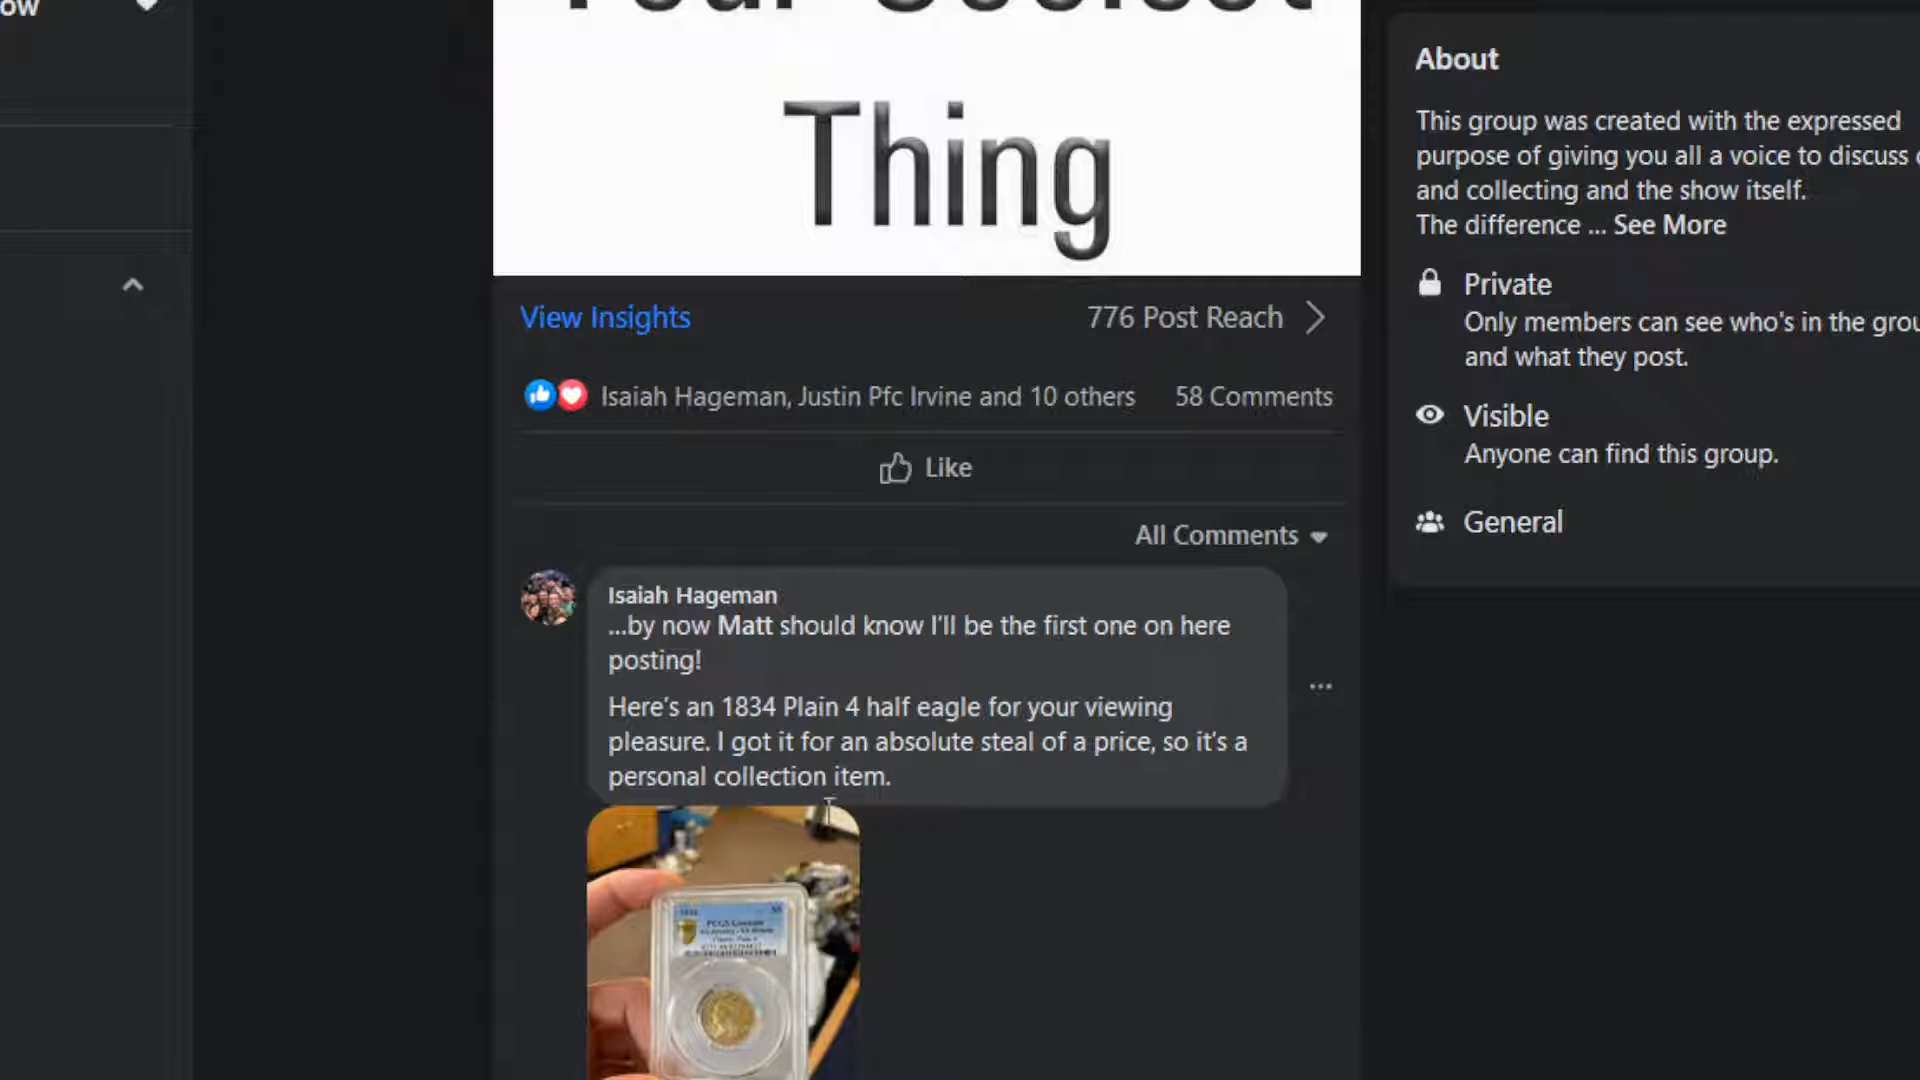 ow
Thing
View Insights
776 Post Reach
Isaiah Hageman, Justin Pfc Irvine and 10 others
58 Comments
Like
All Comments
Isaiah Hageman
...by now Matt should know I'll be the first one on here
posting!
Here's an 1834 Plain 4 half eagle for your viewing
pleasure. I got it for an absolute steal of a price, so it's a
personal collection item.
About
This group was created with the expressed
purpose of giving you all a voice to discuss
and collecting and the show itself.
The difference ... See More
Private
Only members can see who's in the grou
and what they post.
Visible
Anyone can find this group.
General